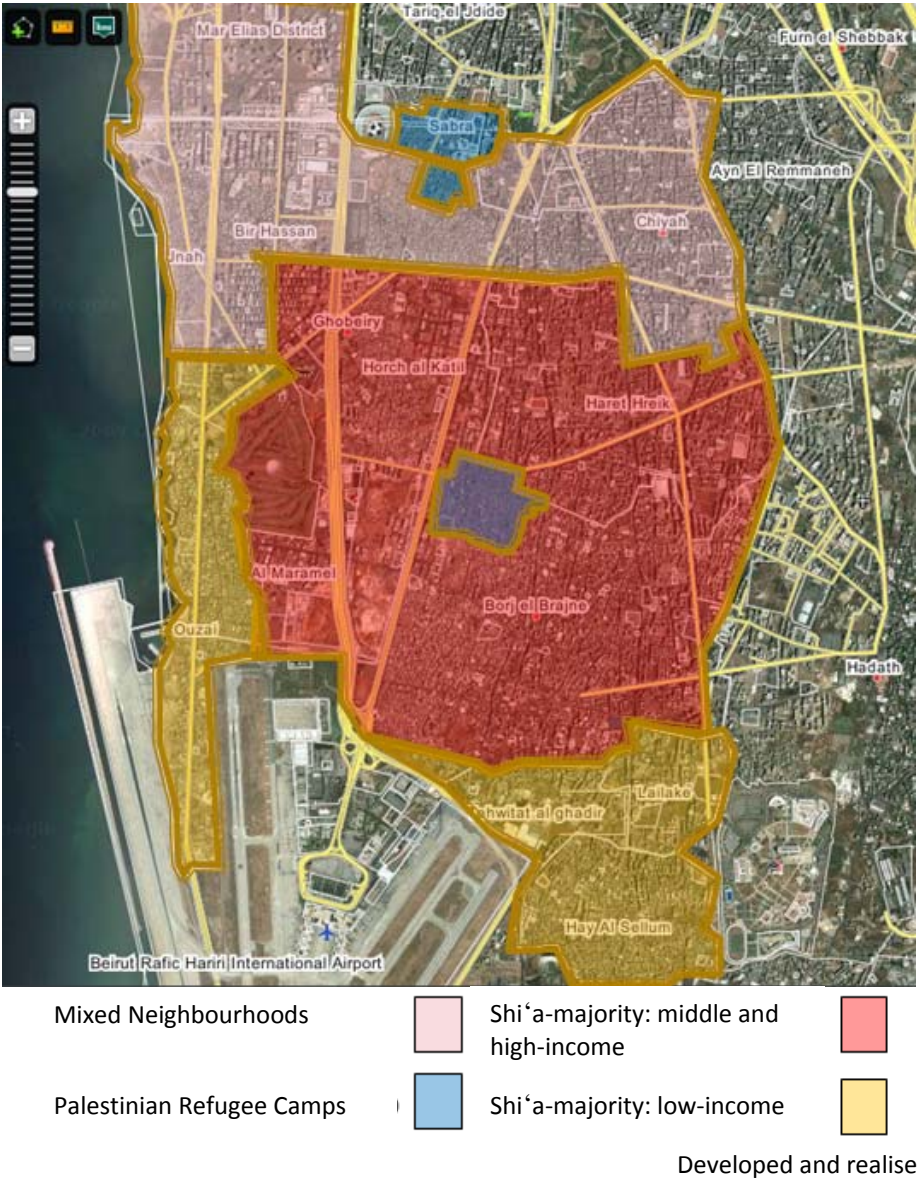 Tariq el Jdide
Mar Elias District
Furn el Shebbak
Sabra
Ayn El Remmaneh
Chiyah
Bir Hassan
Jnah
Ghobeiry
Horch al Katil
Haret Hreik
Al Maramel
Borj el Brajne
Ouzai
Hadath
Lailake
hwitat al ghadir
Hay Al Sellum
Beirut Rafic Hariri International Airport
Mixed Neighbourhoods
Shi‘a-majority: middle and
high-income
Palestinian Refugee Camps
)
Shi‘a-majority: low-income
Developed and realise